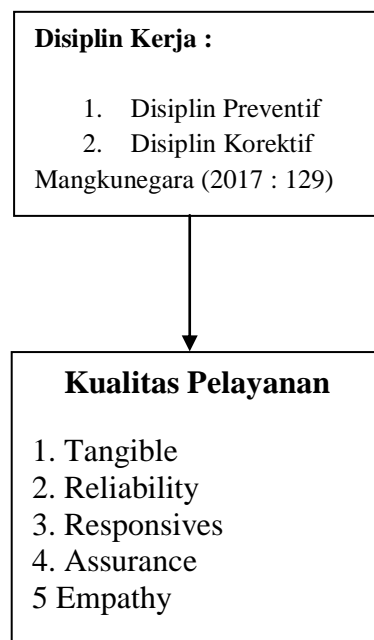 Disiplin Kerja :
1. Disiplin Preventif
2. Disiplin Korektif
Mangkunegara (2017 : 129)
Kualitas Pelayanan
1. Tangible
2. Reliability
3. Responsives
4. Assurance
5 Empathy